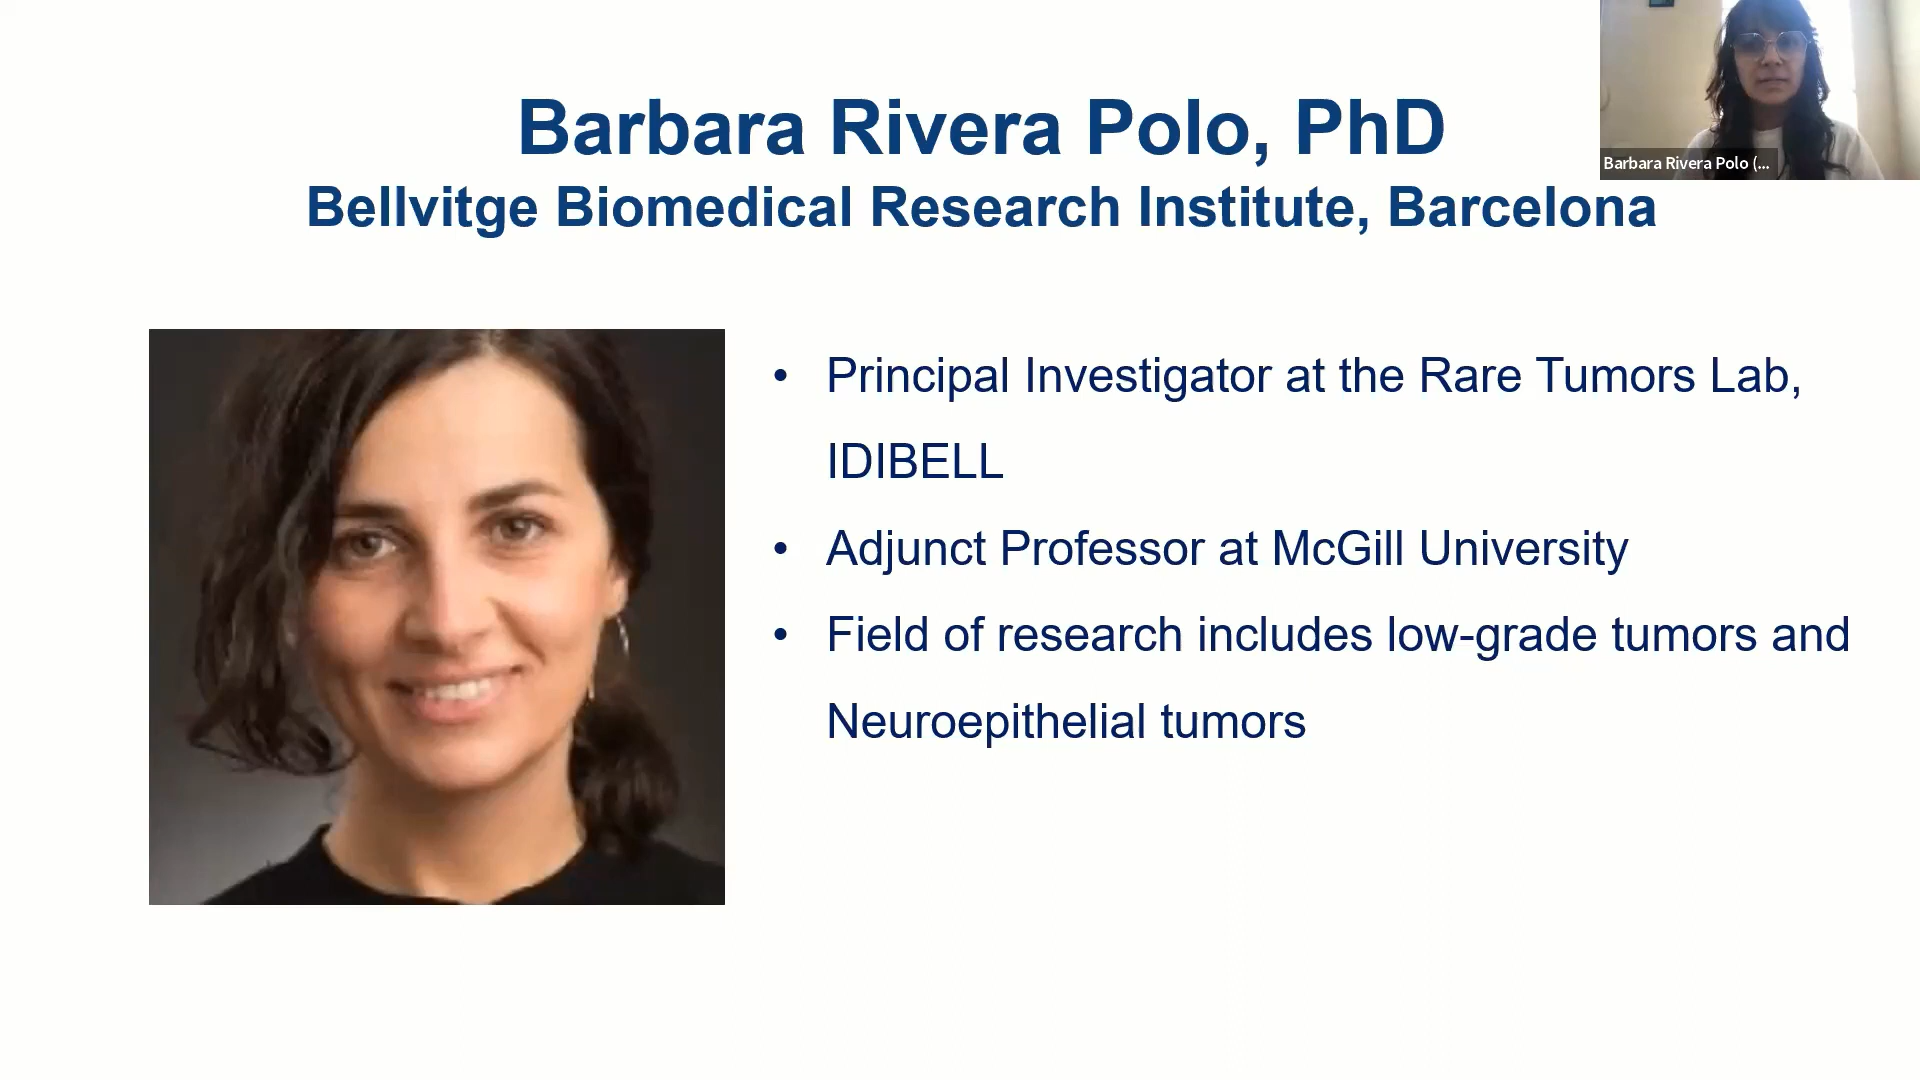 Barbara Rivera Polo, PhD
Bellvitge Biomedical Research Institute, Barcelona
Barbara Rivera Polo (...
• Principal Investigator at the Rare Tumors Lab,
IDIBELL
• Adjunct Professor at McGill University
• Field of research includes low-grade tumors and
Neuroepithelial tumors